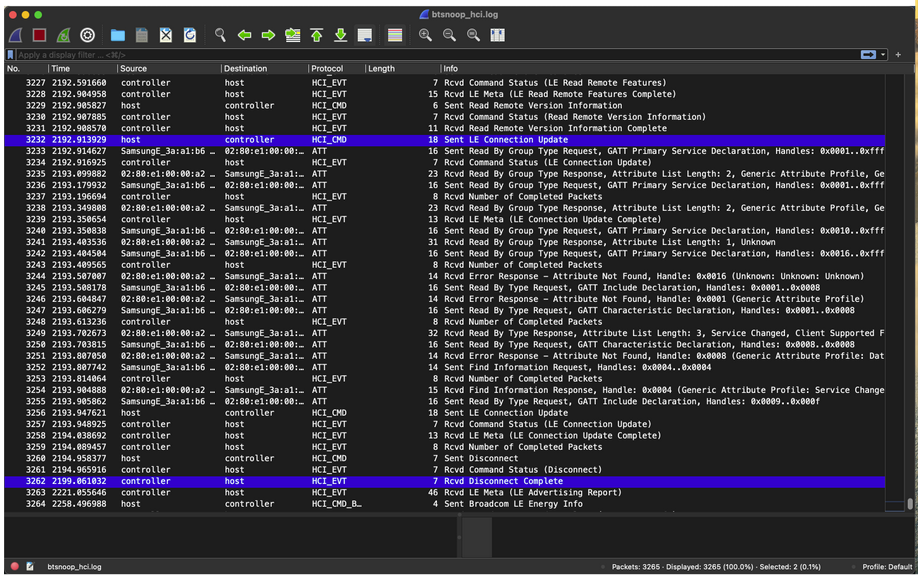 btsnoop_hci.log
Apply a display filter ... <⌘/>
No. Time Source Destination Protocol Length Info
3227 2192.591660 controller host HCI_EVT 7 Rcvd Command Status (LE Read Remote Features)
3228 2192.904958 controller host HCI_EVT 15 Rcvd LE Meta (LE Read Remote Features Complete)
3229 2192.905827 host controller HCI_CMD 6 Sent Read Remote Version Information
3230 2192.907885 controller host HCI_EVT 7 Rcvd Command Status (Read Remote Version Information)
3231 2192.908570 controller host HCI_EVT 11 Rcvd Read Remote Version Information Complete
3232 2192.913929 host controller HCI_CMD 18 Sent LE Connection Update
3233 2192.914627 SamsungE_3a:a1:b6 … 02:80:e1:00:00:… ATT 16 Sent Read By Group Type Request, GATT Primary Service Declaration, Handles: 0x0001..0xfff
3234 2192.916925 controller host HCI_EVT 7 Rcvd Command Status (LE Connection Update)
3235 2193.099882 02:80:e1:00:00:a2 … SamsungE_3a:a1:… ATT 23 Rcvd Read By Group Type Response, Attribute List Length: 2, Generic Attribute Profile, Ge
3236 2193.179932 SamsungE_3a:a1:b6 … 02:80:e1:00:00:… ATT 16 Sent Read By Group Type Request, GATT Primary Service Declaration, Handles: 0x0001..0xfff
3237 2193.196694 controller host HCI_EVT 8 Rcvd Number of Completed Packets
3238 2193.349808 02:80:e1:00:00:a2 … SamsungE_3a:a1:… ATT 23 Rcvd Read By Group Type Response, Attribute List Length: 2, Generic Attribute Profile, Ge
3239 2193.350654 controller host HCI_EVT 13 Rcvd LE Meta (LE Connection Update Complete)
3240 2193.350838 SamsungE_3a:a1:b6 … 02:80:e1:00:00:… ATT 16 Sent Read By Group Type Request, GATT Primary Service Declaration, Handles: 0x0010..0xfff
3241 2193.403536 02:80:e1:00:00:a2 … SamsungE_3a:a1:… ATT 31 Rcvd Read By Group Type Response, Attribute List Length: 1, Unknown
3242 2193.404504 SamsungE_3a:a1:b6 … 02:80:e1:00:00:… ATT 16 Sent Read By Group Type Request, GATT Primary Service Declaration, Handles: 0x0016..0xfff
3243 2193.409565 controller host HCI_EVT 8 Rcvd Number of Completed Packets
3244 2193.507007 02:80:e1:00:00:a2 … SamsungE_3a:a1:… ATT 14 Rcvd Error Response - Attribute Not Found, Handle: 0x0016 (Unknown: Unknown: Unknown)
3245 2193.508178 SamsungE_3a:a1:b6 … 02:80:e1:00:00:… ATT 16 Sent Read By Type Request, GATT Include Declaration, Handles: 0x0001..0x0008
3246 2193.604847 02:80:e1:00:00:a2 … SamsungE_3a:a1:… ATT 14 Rcvd Error Response - Attribute Not Found, Handle: 0x0001 (Generic Attribute Profile)
3247 2193.606279 SamsungE_3a:a1:b6 … 02:80:e1:00:00:… ATT 16 Sent Read By Type Request, GATT Characteristic Declaration, Handles: 0x0001..0x0008
3248 2193.613236 controller host HCI_EVT 8 Rcvd Number of Completed Packets
3249 2193.702673 02:80:e1:00:00:a2 … SamsungE_3a:a1:… ATT 32 Rcvd Read By Type Response, Attribute List Length: 3, Service Changed, Client Supported F
3250 2193.703815 SamsungE_3a:a1:b6 … 02:80:e1:00:00:… ATT 16 Sent Read By Type Request, GATT Characteristic Declaration, Handles: 0x0008..0x0008
3251 2193.807050 02:80:e1:00:00:a2 … SamsungE_3a:a1:… ATT 14 Rcvd Error Response - Attribute Not Found, Handle: 0x0008 (Generic Attribute Profile: Dat
3252 2193.807742 SamsungE_3a:a1:b6 … 02:80:e1:00:00:… ATT 14 Sent Find Information Request, Handles: 0x0004..0x0004
3253 2193.814064 controller host HCI_EVT 8 Rcvd Number of Completed Packets
3254 2193.904888 02:80:e1:00:00:a2 … SamsungE_3a:a1:… ATT 15 Rcvd Find Information Response, Handle: 0x0004 (Generic Attribute Profile: Service Change
3255 2193.905862 SamsungE_3a:a1:b6 … 02:80:e1:00:00:… ATT 16 Sent Read By Type Request, GATT Include Declaration, Handles: 0x0009..0x000f
3256 2193.947621 host controller HCI_CMD 18 Sent LE Connection Update
3257 2193.948925 controller host HCI_EVT 7 Rcvd Command Status (LE Connection Update)
3258 2194.038692 controller host HCI_EVT 13 Rcvd LE Meta (LE Connection Update Complete)
3259 2194.089457 controller host HCI_EVT 8 Rcvd Number of Completed Packets
3260 2194.958377 host controller HCI_CMD 7 Sent Disconnect
3261 2194.965916 controller host HCI_EVT 7 Rcvd Command Status (Disconnect)
3262 2199.061032 controller host HCI_EVT 7 Rcvd Disconnect Complete
3263 2221.055646 controller host HCI_EVT 46 Rcvd LE Meta (LE Advertising Report)
3264 2258.496988 host controller HCI_CMD_B… 4 Sent Broadcom LE Energy Info
btsnoop_hci.log Packets: 3265 · Displayed: 3265 (100.0%) · Selected: 2 (0.1%) Profile: Default